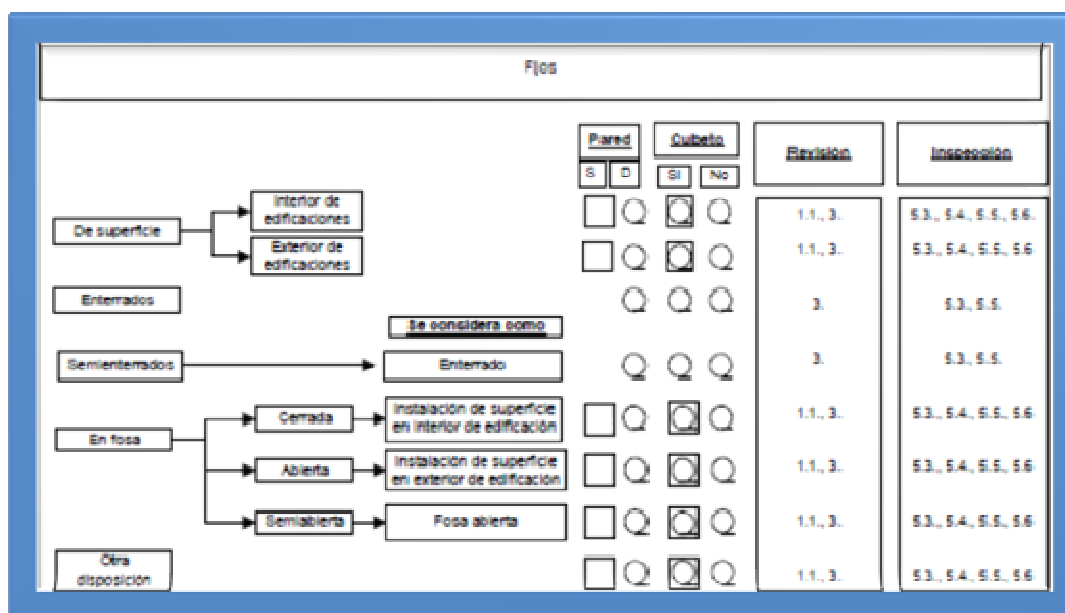 Fijos
Pared Cubeto Revisión Inspección
S D Sí No
De superficie
Interior de
edificaciones
1.1., 3.. 5.3., 5.4., 5.5., 5.6..
Exterior de
edificaciones
1.1., 3.. 5.3., 5.4., 5.5., 5.6
Enterrados 3. 5.3., 5.5.
Se considera como
Semienterrados Enterrado 3. 5.3., 5.5.
En fosa
Cerrada
Instalación de superficie
en interior de edificación
1.1., 3.. 5.3., 5.4., 5.5., 5.6
Abierta
Instalación de superficie
en exterior de edificación
1.1., 3.. 5.3., 5.4., 5.5., 5.6
Semiabierta Fosa abierta 1.1., 3.. 5.3., 5.4., 5.5., 5.6
Otra
disposición
1.1., 3.. 5.3., 5.4., 5.5., 5.6